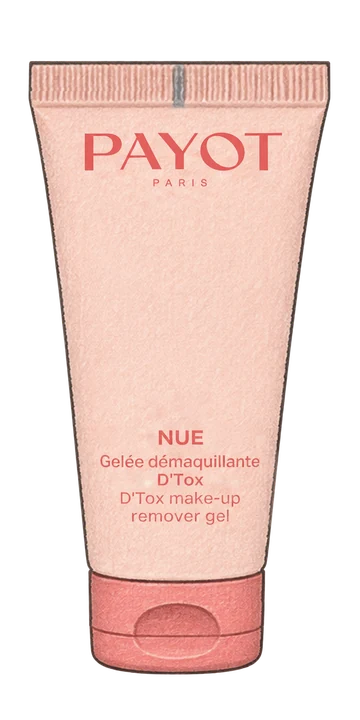 PAYOT
PARIS
NUE
Gelée démaquillante
D'Tox
D'Tox make-up
remover gel